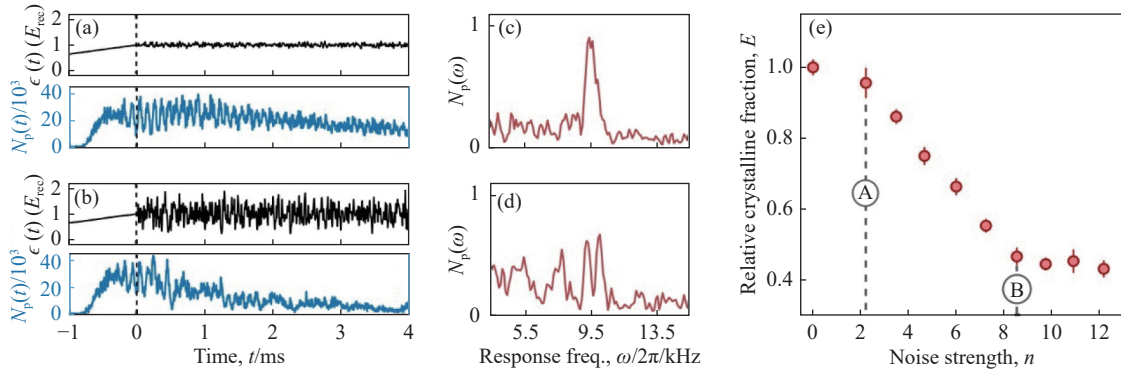 (a)
2
1
0
ϵ (t) (E_rec)
40
20
0
N_p(t)/10^3
(b)
2
1
0
ϵ (t) (E_rec)
40
20
0
N_p(t)/10^3
−1 0 1 2 3 4
Time, t/ms
(c)
1
0
N_p(ω)
(d)
1
0
N_p(ω)
5.5 9.5 13.5
Response freq., ω/2π/kHz
(e)
1.0
0.8
0.6
0.4
Relative crystalline fraction, Ξ
A
B
0 2 4 6 8 10 12
Noise strength, n